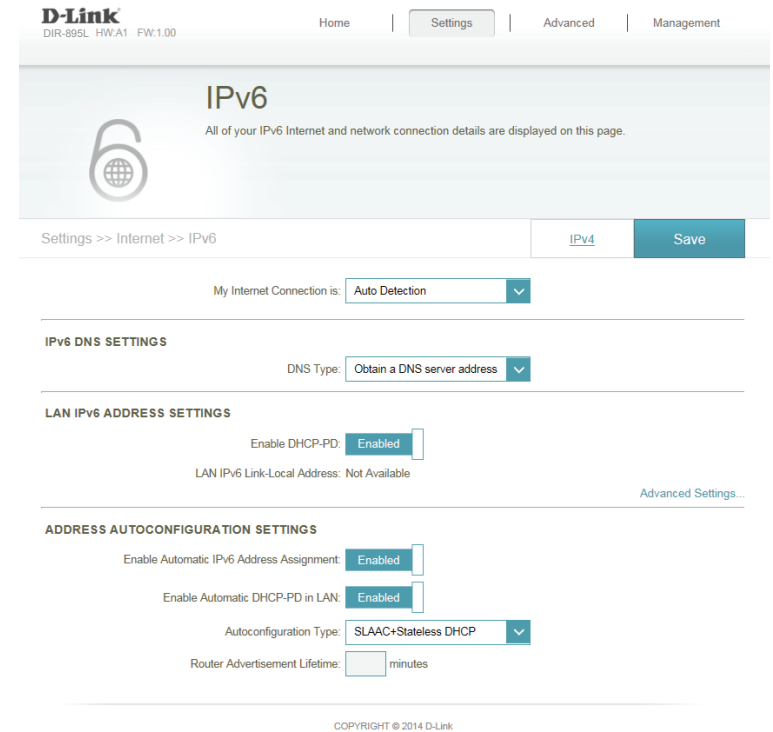 D-Link
DIR-895L HW:A1 FW:1.00
Home Settings Advanced Management
IPv6
All of your IPv6 Internet and network connection details are displayed on this page.
Settings >> Internet >> IPv6
IPv4
Save
My Internet Connection is: Auto Detection
IPv6 DNS SETTINGS
DNS Type: Obtain a DNS server address
LAN IPv6 ADDRESS SETTINGS
Enable DHCP-PD: Enabled
LAN IPv6 Link-Local Address: Not Available
Advanced Settings...
ADDRESS AUTOCONFIGURATION SETTINGS
Enable Automatic IPv6 Address Assignment: Enabled
Enable Automatic DHCP-PD in LAN: Enabled
Autoconfiguration Type: SLAAC+Stateless DHCP
Router Advertisement Lifetime: minutes
COPYRIGHT © 2014 D-Link